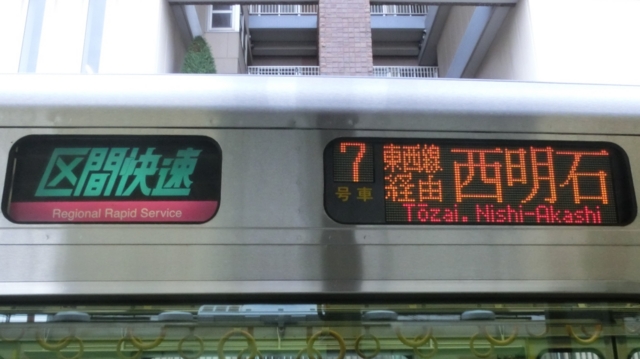 区間快速
Regional Rapid Service
7
号車
東西線
経由
西明石
Tōzai. Nishi-Akashi